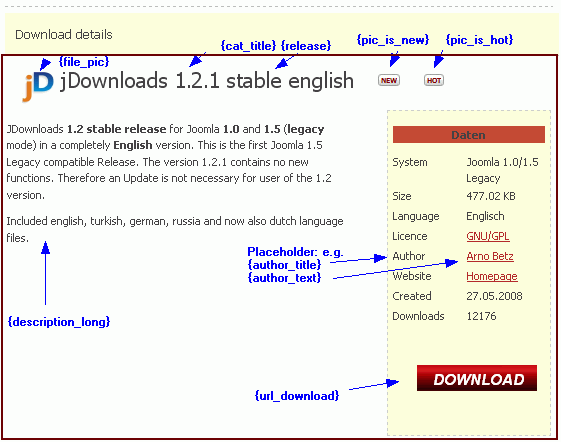 Download details
{file_pic}
{cat_title} {release}
{pic_is_new}
{pic_is_hot}
jD jDownloads 1.2.1 stable english NEW HOT
JDownloads 1.2 stable release for Joomla 1.0 and 1.5 (legacy
mode) in a completely English version. This is the first Joomla 1.5
Legacy compatible Release. The version 1.2.1 contains no new
functions. Therefore an Update is not necessary for user of the 1.2
version.
Included english, turkish, german, russia and now also dutch language
files.
{description_long}
Placeholder: e.g.
{author_title}
{author_text}
Daten
System Joomla 1.0/1.5
Legacy
Size 477.02 KB
Language Englisch
Licence GNU/GPL
Author Arno Betz
Website Homepage
Created 27.05.2008
Downloads 12176
{url_download}
DOWNLOAD